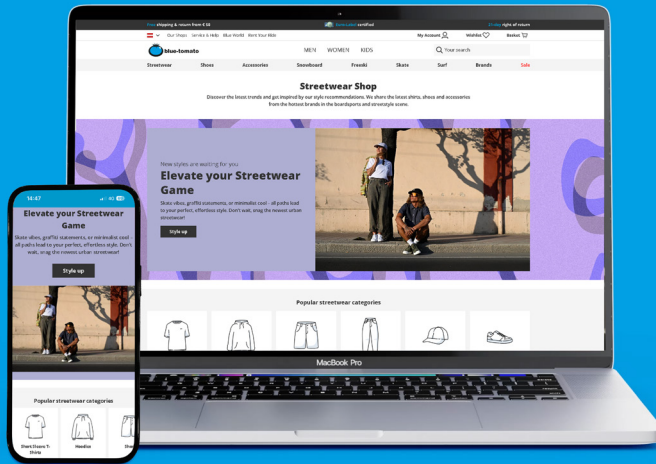 Free shipping & return from € 50
certified
right of return
Our Shops Service & Help Blue World Rent Your Kids
My Account Wishlist Basket
blue-tomato
MEN WOMEN KIDS
Your search
Streetwear Shoes Accessories Snowboard Freeski Skate Surf Brands Sale
Streetwear Shop
Discover the latest trends and get inspired by our style recommendations. We share the latest shirts, shoes and accessories
from the hottest brands in the boardsports and streetstyle scene.
New styles are waiting for you
Elevate your Streetwear
Game
Skate vibes, graffiti statements, or minimalist cool - all paths lead
to your perfect, effortless style. Don't wait, snag the newest urban
streetwear!
Style up
Popular streetwear categories
MacBook Pro
14:47
4G
Elevate your Streetwear
Game
Skate vibes, graffiti statements, or minimalist cool -
all paths lead to your perfect, effortless style. Don't
wait, snag the newest urban streetwear!
Style up
Popular streetwear categories
Short Sleeve T-
Shirts
Hoodies